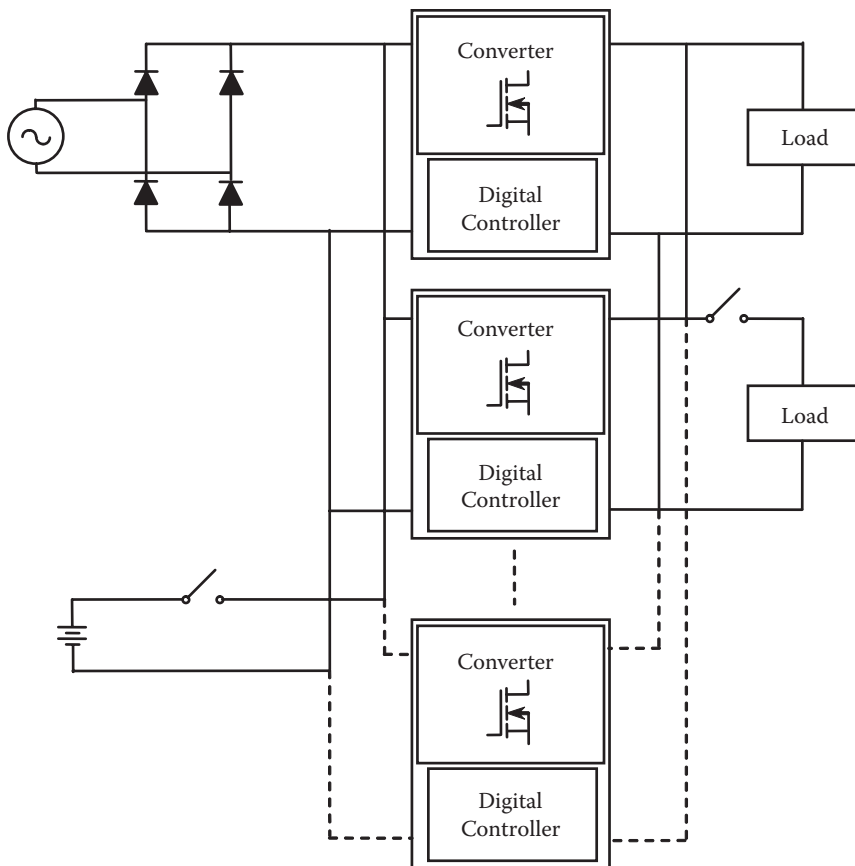 Converter
Digital
Controller
Load
Converter
Digital
Controller
Load
Converter
Digital
Controller